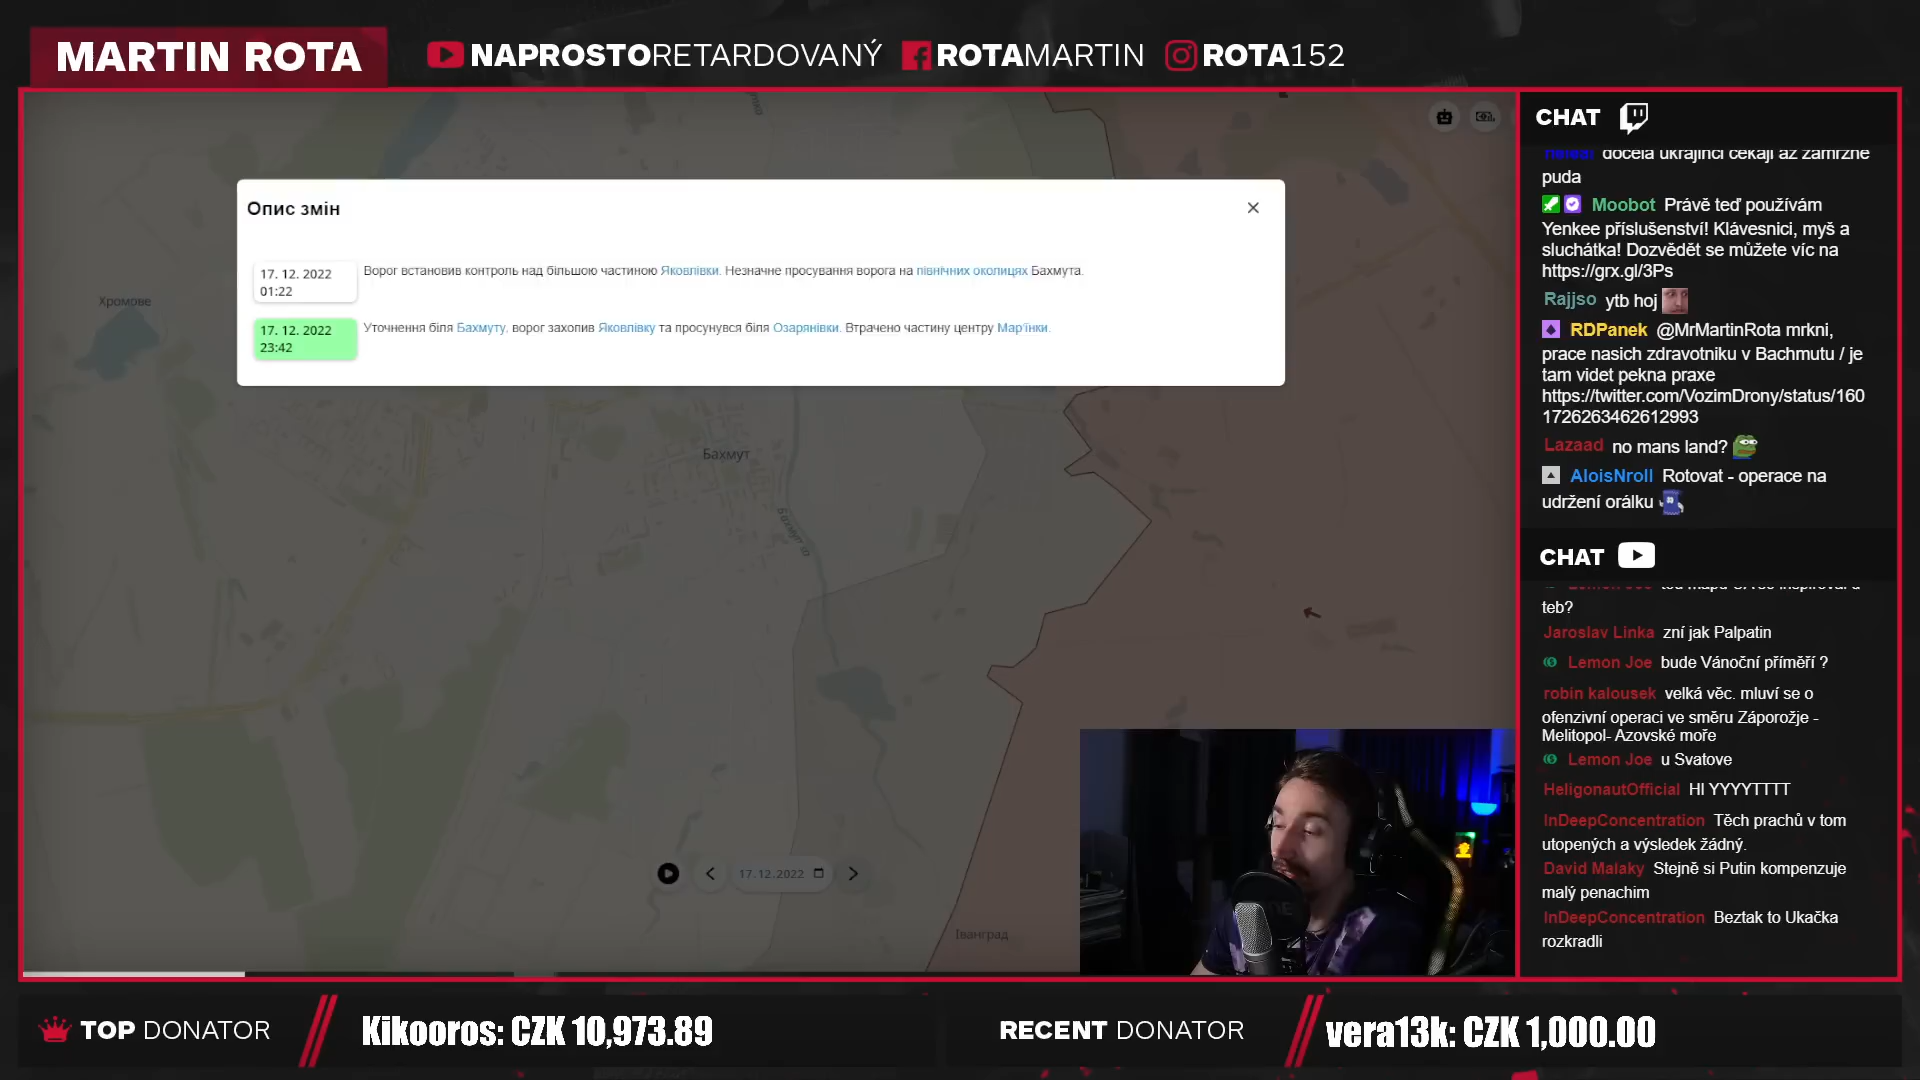 MARTIN ROTA
NAPROSTORETARDOVANÝ
ROTAMARTIN
ROTA152
Опис змін
17. 12. 2022
01:22
Ворог встановив контроль над більшою частиною Яковлівки. Незначне просування ворога на північних околицях Бахмута.
17. 12. 2022
23:42
Уточнення біля Бахмуту, ворог захопив Яковлівку та просунувся біля Озарянівки. Втрачено частину центру Мар'їнки.
Хромове
Бахмут
Бахмутка
17.12.2022
Іванград
CHAT
docela ukrajinci cekaji az zamrzne
puda
Moobot Právě teď používám
Yenkee příslušenství! Klávesnici, myš a
sluchátka! Dozvědět se můžete víc na
https://grx.gl/3Ps
Rajjso ytb hoj
RDPanek @MrMartinRota mrkni,
prace nasich zdravotniku v Bachmutu / je
tam videt pekna praxe
https://twitter.com/VozimDrony/status/160
1726263462612993
Lazaad no mans land?
AloisNroll Rotovat - operace na
udržení orálku
CHAT
teb?
Jaroslav Linka zní jak Palpatin
Lemon Joe bude Vánoční příměří ?
robin kalousek velká věc. mluví se o
ofenzivní operaci ve směru Záporožje -
Melitopol- Azovské moře
Lemon Joe u Svatove
HeligonautOfficial HI YYYYTTTT
InDeepConcentration Těch prachů v tom
utopených a výsledek žádný.
David Malaky Stejně si Putin kompenzuje
malý penachim
InDeepConcentration Beztak to Ukačka
rozkradli
TOP DONATOR
Kikooros: CZK 10,973.89
RECENT DONATOR
vera13k: CZK 1,000.00